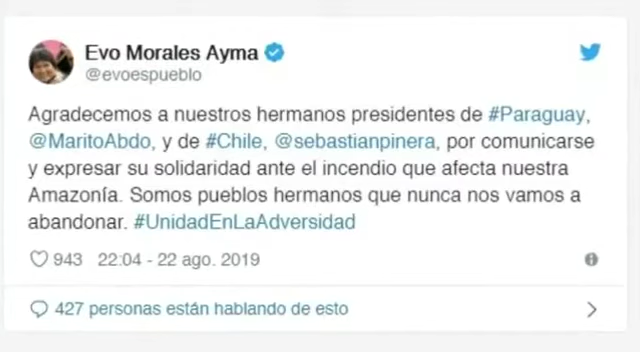 Evo Morales Ayma
@evoespueblo
Agradecemos a nuestros hermanos presidentes de #Paraguay,
@MaritoAbdo, y de #Chile, @sebastianpinera, por comunicarse
y expresar su solidaridad ante el incendio que afecta nuestra
Amazonía. Somos pueblos hermanos que nunca nos vamos a
abandonar. #UnidadEnLaAdversidad
943 22:04 - 22 ago. 2019
427 personas están hablando de esto